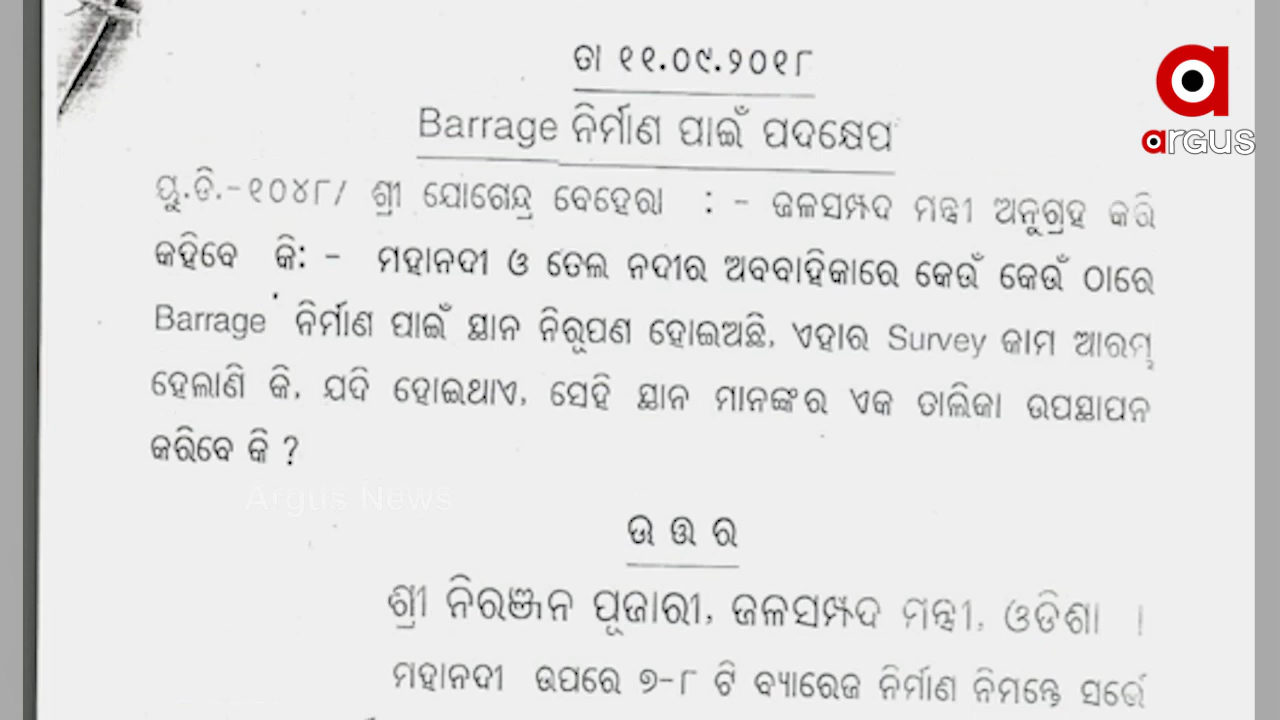 ତା ୧୧.୦୯.୨୦୧୮
argus
Barrage ନିର୍ମାଣ ପାଇଁ ପଦକ୍ଷେପ
ୟୁ.ଡି.-୧୦୪୮/ ଶ୍ରୀ ଯୋଗେନ୍ଦ୍ର ବେହେରା : - ଜଳସମ୍ପଦ ମନ୍ତ୍ରୀ ଅନୁଗ୍ରହ କରି
କହିବେ କି: - ମହାନଦୀ ଓ ତେଲ ନଦୀର ଅବବାହିକାରେ କେଉଁ କେଉଁ ଠାରେ
Barrage ନିର୍ମାଣ ପାଇଁ ସ୍ଥାନ ନିରୂପଣ ହୋଇଅଛି, ଏହାର Survey କାମ ଆରମ୍ଭ
ହେଲାଣି କି, ଯଦି ହୋଇଥାଏ, ସେହି ସ୍ଥାନ ମାନଙ୍କର ଏକ ତାଲିକା ଉପସ୍ଥାପନ
କରିବେ କି ?
Argus News
ଉ ତ୍ତ ର
ଶ୍ରୀ ନିରଞ୍ଜନ ପୂଜାରୀ, ଜଳସମ୍ପଦ ମନ୍ତ୍ରୀ, ଓଡିଶା ।
ମହାନଦୀ ଉପରେ ୭-୮ ଟି ବ୍ୟାରେଜ ନିର୍ମାଣ ନିମନ୍ତେ ସର୍ଭେ